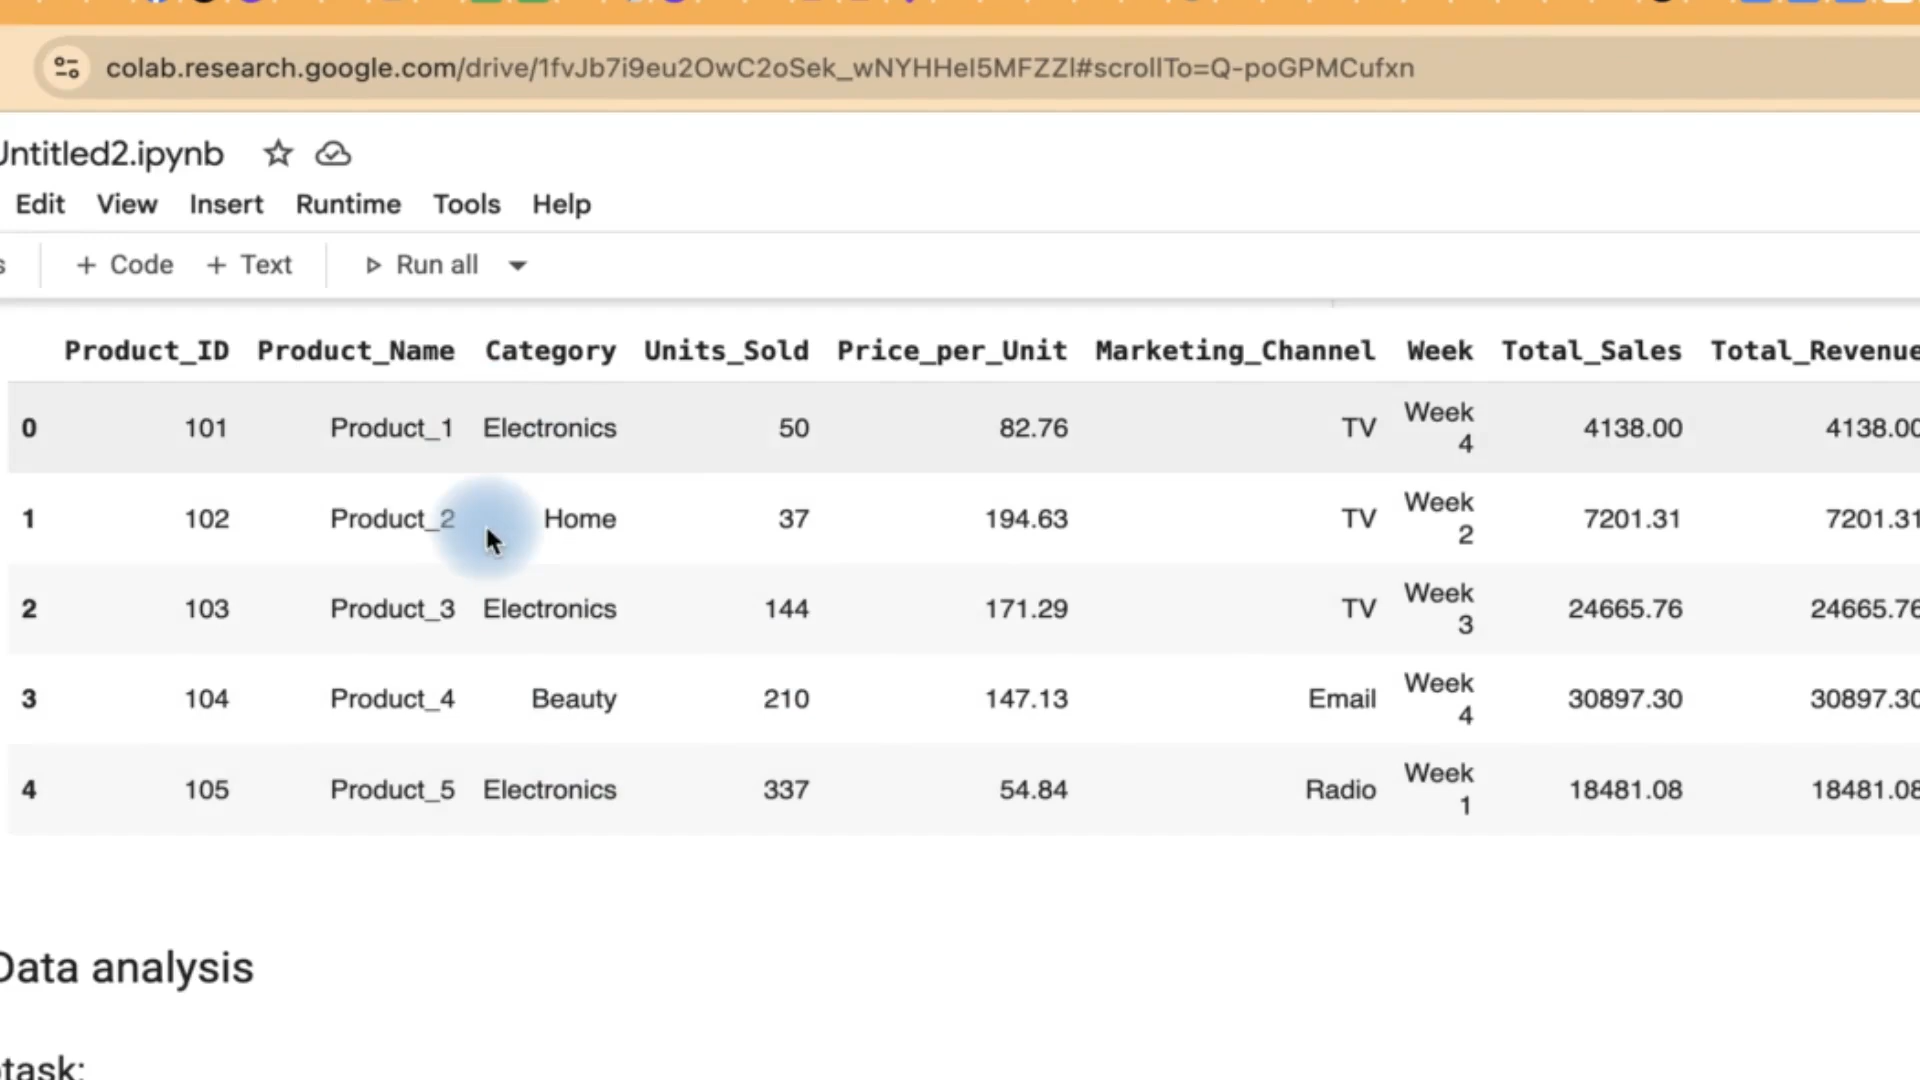 colab.research.google.com/drive/1fvJb7i9eu2OwC2oSek_wNYHHeI5MFZZl#scrollTo=Q-poGPMCufxn
Untitled2.ipynb
Edit View Insert Runtime Tools Help
+ Code + Text Run all
Product_ID Product_Name Category Units_Sold Price_per_Unit Marketing_Channel Week Total_Sales Total_Revenue
0 101 Product_1 Electronics 50 82.76 TV Week 4 4138.00 4138.00
1 102 Product_2 Home 37 194.63 TV Week 2 7201.31 7201.31
2 103 Product_3 Electronics 144 171.29 TV Week 3 24665.76 24665.76
3 104 Product_4 Beauty 210 147.13 Email Week 4 30897.30 30897.30
4 105 Product_5 Electronics 337 54.84 Radio Week 1 18481.08 18481.08
Data analysis
task: